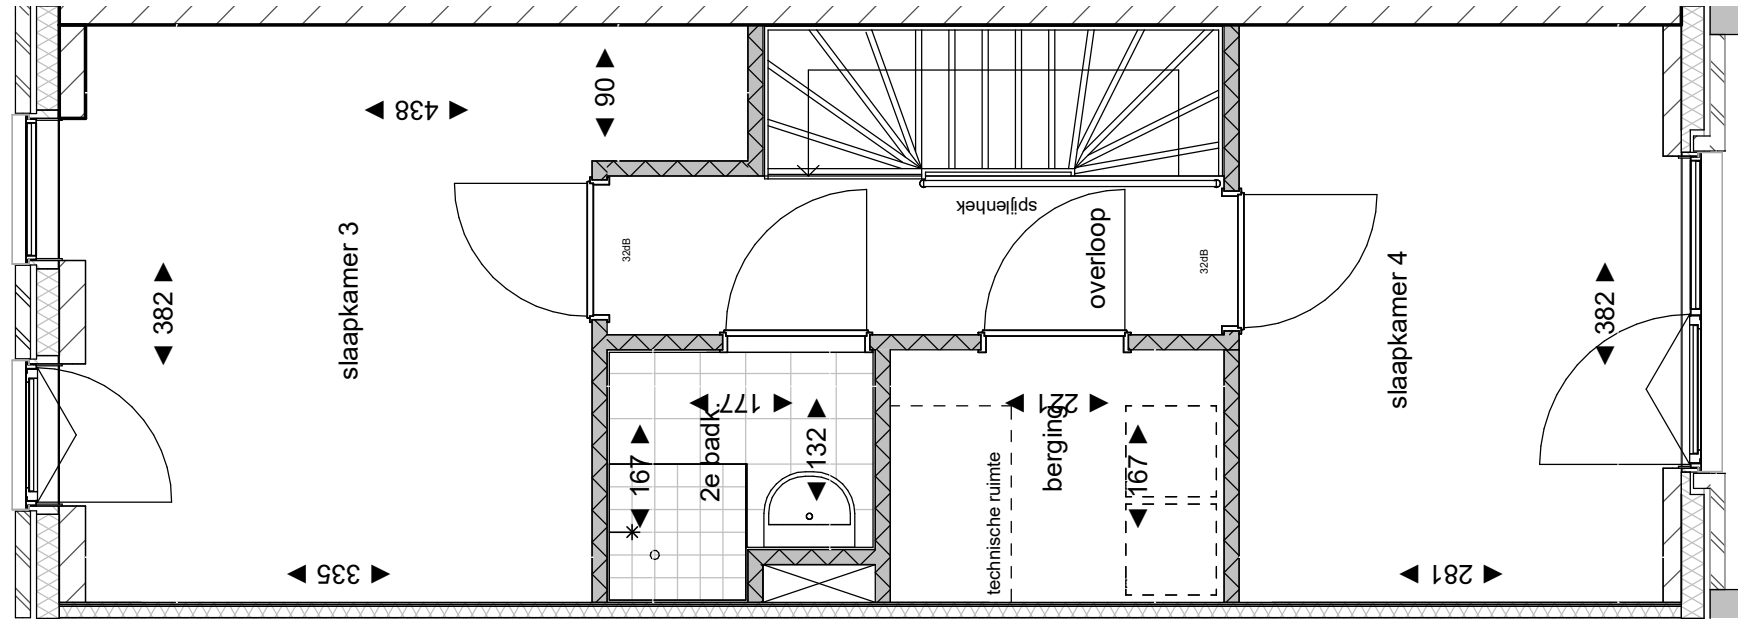 438
90
slaapkamer 3
382
335
32dB
spijlenhek
overloop
32dB
177
2e badk.
167
132
221
berging
technische ruimte
167
slaapkamer 4
382
281